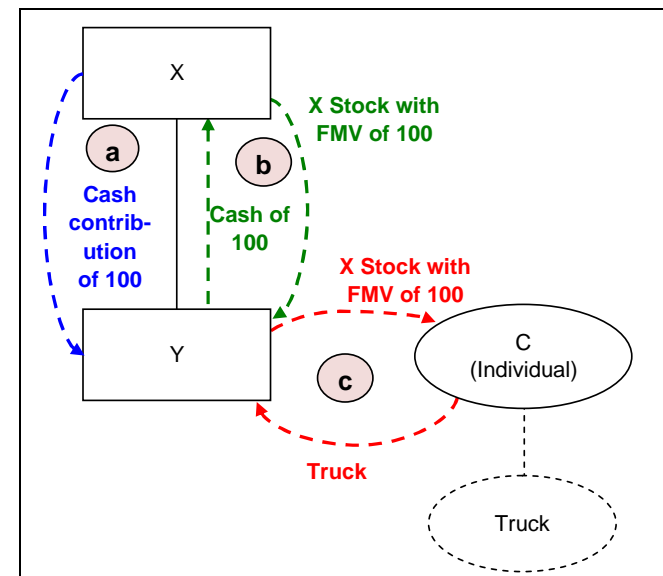 X
X Stock with
FMV of 100
a
b
Cash
contrib-
ution
of 100
Cash of
100
X Stock with
FMV of 100
Y
C
(Individual)
c
Truck
Truck